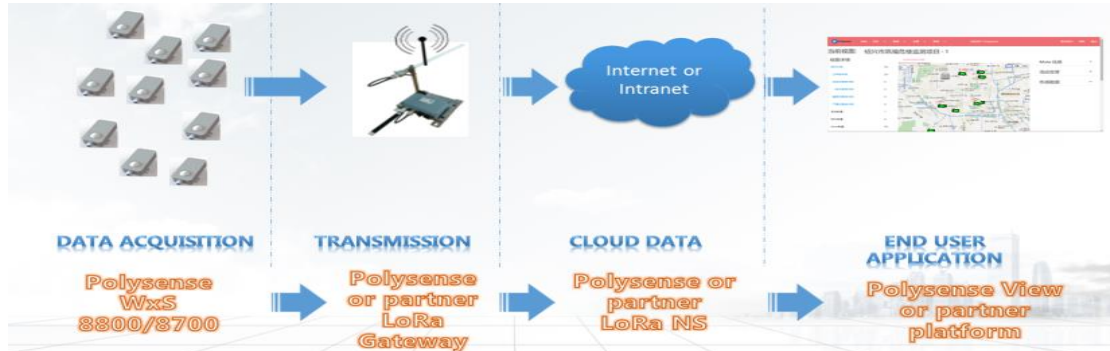 Internet or
Intranet
DATA ACQUISITION
TRANSMISSION
CLOUD DATA
END USER
APPLICATION
Polysense
WxS
8800/8700
Polysense
or partner
LoRa
Gateway
Polysense or
partner
LoRa NS
Polysense View
or partner
platform